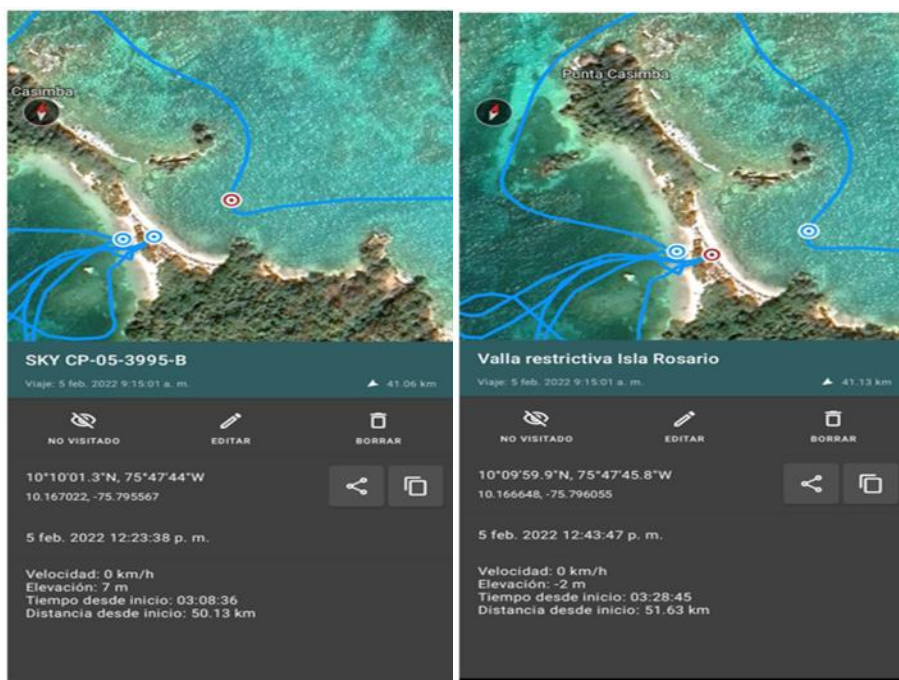 Casimba
SKY CP-05-3995-B
Viaje: 5 feb. 2022 9:15:01 a. m.
41.06 km
NO VISITADO
EDITAR
BORRAR
10°10'01.3"N, 75°47'44"W
10.167022, -75.795567
5 feb. 2022 12:23:38 p. m.
Velocidad: 0 km/h
Elevación: 7 m
Tiempo desde inicio: 03:08:36
Distancia desde inicio: 50.13 km
Punta Casimba
Valla restrictiva Isla Rosario
Viaje: 5 feb. 2022 9:15:01 a. m.
41.13 km
NO VISITADO
EDITAR
BORRAR
10°09'59.9"N, 75°47'45.8"W
10.166648, -75.796055
5 feb. 2022 12:43:47 p. m.
Velocidad: 0 km/h
Elevación: -2 m
Tiempo desde inicio: 03:28:45
Distancia desde inicio: 51.63 km